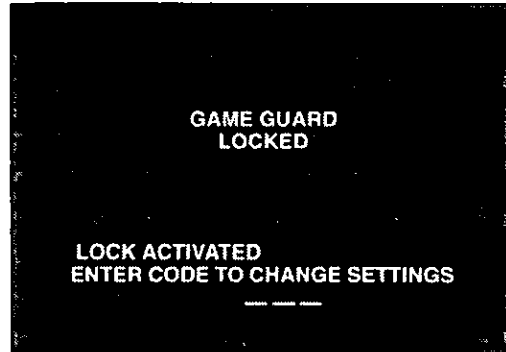 GAME GUARD
LOCKED
LOCK ACTIVATED
ENTER CODE TO CHANGE SETTINGS